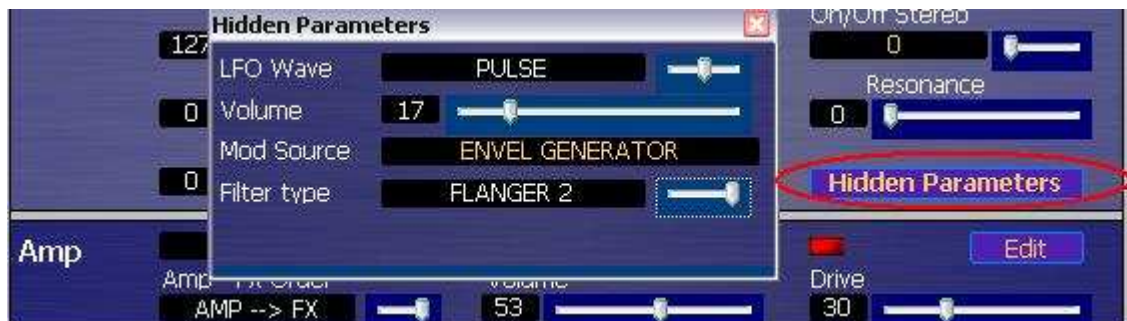 Hidden Parameters
On/Off Stereo
127
LFO Wave PULSE
0
Volume 17
Resonance
0
0
Mod Source ENVEL GENERATOR
0
Filter type FLANGER 2
Hidden Parameters
Amp
Edit
Volume
Drive
AMP --> FX
53
30